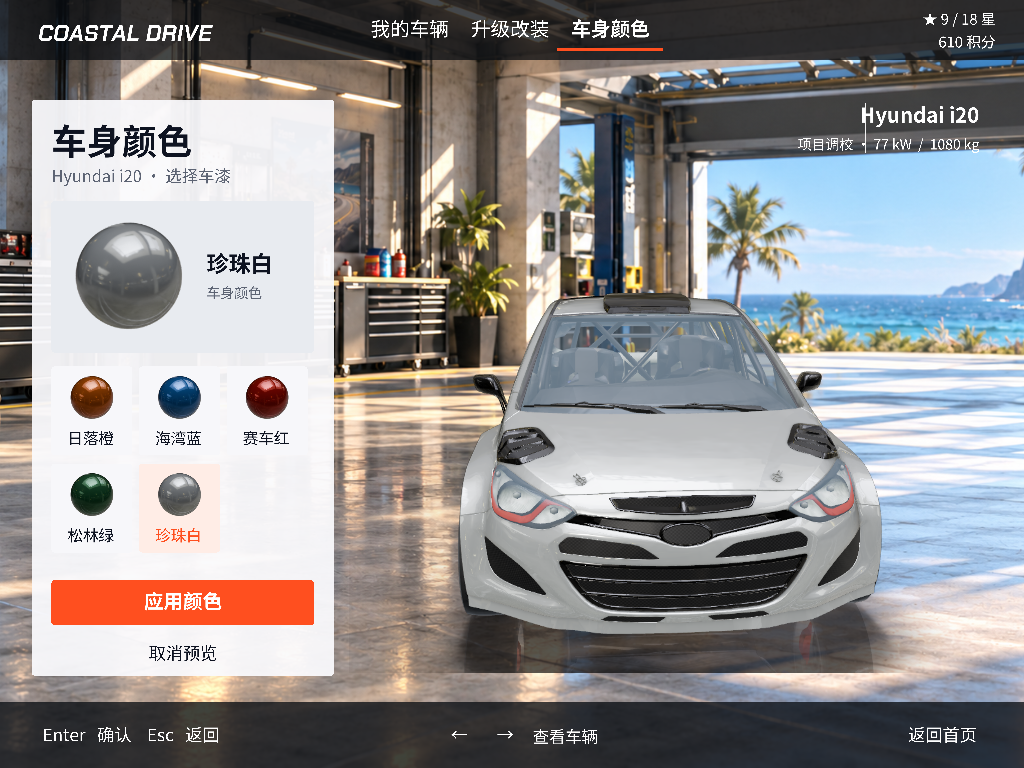 COASTAL DRIVE
我的车辆
升级改装
车身颜色
★ 9 / 18 星
610 积分
Hyundai i20
项目调校 • 77 kW / 1080 kg
车身颜色
Hyundai i20 • 选择车漆
珍珠白
车身颜色
日落橙
海湾蓝
赛车红
松林绿
珍珠白
应用颜色
取消预览
Enter 确认 Esc 返回
← → 查看车辆
返回首页